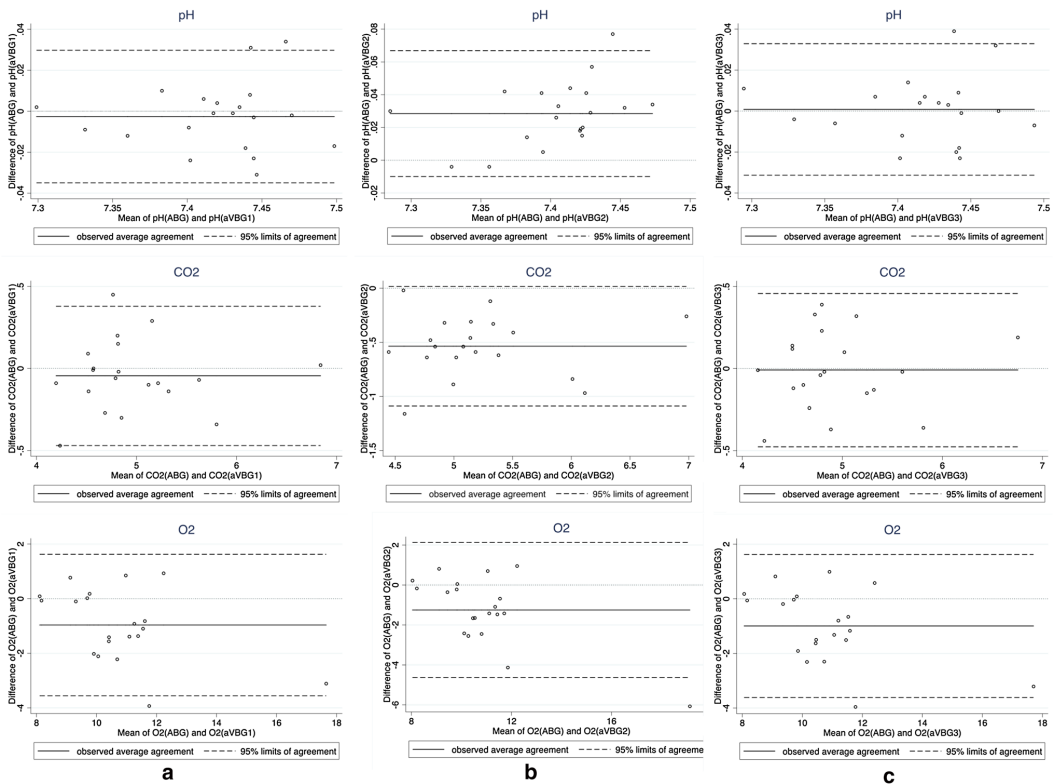 pH
Difference of pH(ABG) and pH(aVBG1)
.04
.02
0
-.02
-.04
7.3
7.35
7.4
7.45
7.5
Mean of pH(ABG) and pH(aVBG1)
observed average agreement
95% limits of agreement
pH
Difference of pH(ABG) and pH(aVBG2)
.08
.06
.04
.02
0
-.02
7.3
7.35
7.4
7.45
7.5
Mean of pH(ABG) and pH(aVBG2)
observed average agreement
95% limits of agreement
pH
Difference of pH(ABG) and pH(aVBG3)
.04
.02
0
-.02
-.04
7.3
7.35
7.4
7.45
7.5
Mean of pH(ABG) and pH(aVBG3)
observed average agreement
95% limits of agreement
CO2
Difference of CO2(ABG) and CO2(aVBG1)
.5
0
-.5
4
5
6
7
Mean of CO2(ABG) and CO2(aVBG1)
observed average agreement
95% limits of agreement
CO2
Difference of CO2(ABG) and CO2(aVBG2)
0
-.5
-1
-1.5
4.5
5
5.5
6
6.5
7
Mean of CO2(ABG) and CO2(aVBG2)
observed average agreement
95% limits of agreement
CO2
Difference of CO2(ABG) and CO2(aVBG3)
.5
0
-.5
4
5
6
7
Mean of CO2(ABG) and CO2(aVBG3)
observed average agreement
95% limits of agreement
O2
Difference of O2(ABG) and O2(aVBG1)
2
0
-2
-4
8
10
12
14
16
18
Mean of O2(ABG) and O2(aVBG1)
observed average agreement
95% limits of agreement
O2
Difference of O2(ABG) and O2(aVBG2)
2
0
-2
-4
-6
8
12
16
Mean of O2(ABG) and O2(aVBG2)
observed average agreement
95% limits of agreeme
O2
Difference of O2(ABG) and O2(aVBG3)
2
0
-2
-4
8
10
12
14
16
18
Mean of O2(ABG) and O2(aVBG3)
observed average agreement
95% limits of agreement
a
b
c